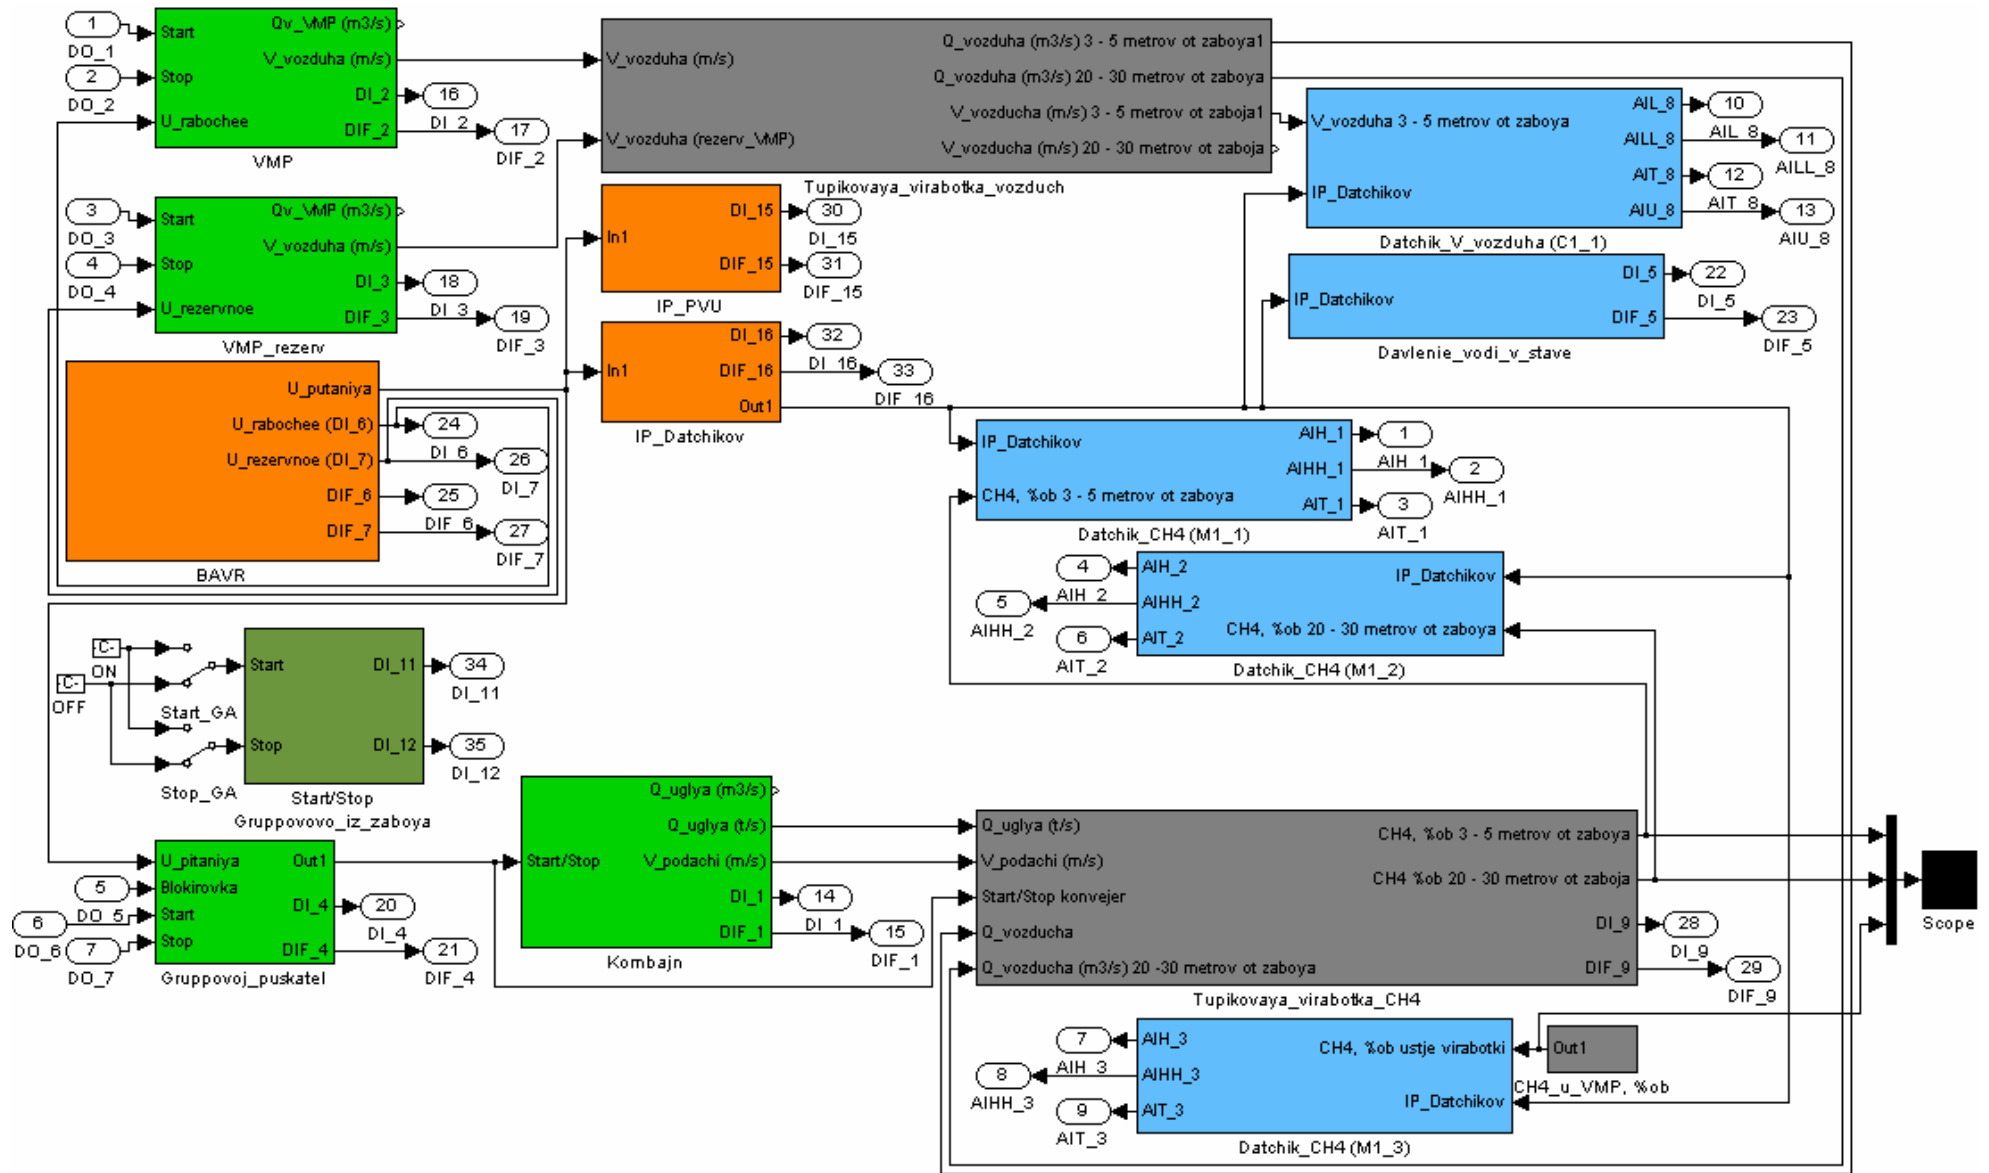 1
DO_1
2
DO_2
Start
Stop
U_rabochee
Qv_VMP (m3/s)
V_vozduha (m/s)
DI_2
DIF_2
VMP
16
DI_2
17
DIF_2
3
DO_3
4
DO_4
Start
Stop
U_rezervnoe
Qv_VMP (m3/s)
V_vozduha (m/s)
DI_3
DIF_3
VMP_rezerv
18
DI_3
19
DIF_3
U_putaniya
U_rabochee (DI_6)
U_rezervnoe (DI_7)
DIF_6
DIF_7
BAVR
24
DI_6
26
DI_7
25
DIF_6
27
DIF_7
V_vozduha (m/s)
V_vozduha (rezerv_VMP)
Q_vozduha (m3/s) 3 - 5 metrov ot zaboya1
Q_vozduha (m3/s) 20 - 30 metrov ot zaboya
V_vozducha (m/s) 3 - 5 metrov ot zaboja1
V_vozducha (m/s) 20 - 30 metrov ot zaboja
Tupikovaya_virabotka_vozduch
In1
DI_15
DIF_15
IP_PVU
30
DI_15
31
DIF_15
In1
DI_16
DIF_16
Out1
IP_Datchikov
32
DI_16
33
DIF_16
V_vozduha 3 - 5 metrov ot zaboya
IP_Datchikov
AIL_8
AILL_8
AIT_8
AIU_8
Datchik_V_vozduha (C1_1)
10
AIL_8
11
AILL_8
12
AIT_8
13
AIU_8
IP_Datchikov
DI_5
DIF_5
Davlenie_vodi_v_stave
22
DI_5
23
DIF_5
IP_Datchikov
CH4, %ob 3 - 5 metrov ot zaboya
AIH_1
AIHH_1
AIT_1
Datchik_CH4 (M1_1)
1
AIH_1
2
AIHH_1
3
AIT_1
4
AIH_2
5
AIHH_2
6
AIT_2
AIH_2
AIHH_2
AIT_2
IP_Datchikov
CH4, %ob 20 - 30 metrov ot zaboya
Datchik_CH4 (M1_2)
-C-
ON
-C-
OFF
Start_GA
Stop_GA
Start
Stop
DI_11
DI_12
Start/Stop
Gruppovovo_iz_zaboya
34
DI_11
35
DI_12
5
DO_5
6
DO_6
7
DO_7
U_pitaniya
Blokirovka
Start
Stop
Out1
DI_4
DIF_4
Gruppovoj_puskatel
20
DI_4
21
DIF_4
Start/Stop
Q_uglya (m3/s)
Q_uglya (t/s)
V_podachi (m/s)
DI_1
DIF_1
Kombajn
14
DI_1
15
DIF_1
Q_uglya (t/s)
V_podachi (m/s)
Start/Stop konvejer
Q_vozducha
Q_vozducha (m3/s) 20 -30 metrov ot zaboya
CH4, %ob 3 - 5 metrov ot zaboya
CH4 %ob 20 - 30 metrov ot zaboja
DI_9
DIF_9
Tupikovaya_virabotka_CH4
28
DI_9
29
DIF_9
Scope
7
AIH_3
8
AIHH_3
9
AIT_3
AIH_3
AIHH_3
AIT_3
CH4, %ob ustje virabotki
IP_Datchikov
Datchik_CH4 (M1_3)
Out1
CH4_u_VMP, %ob